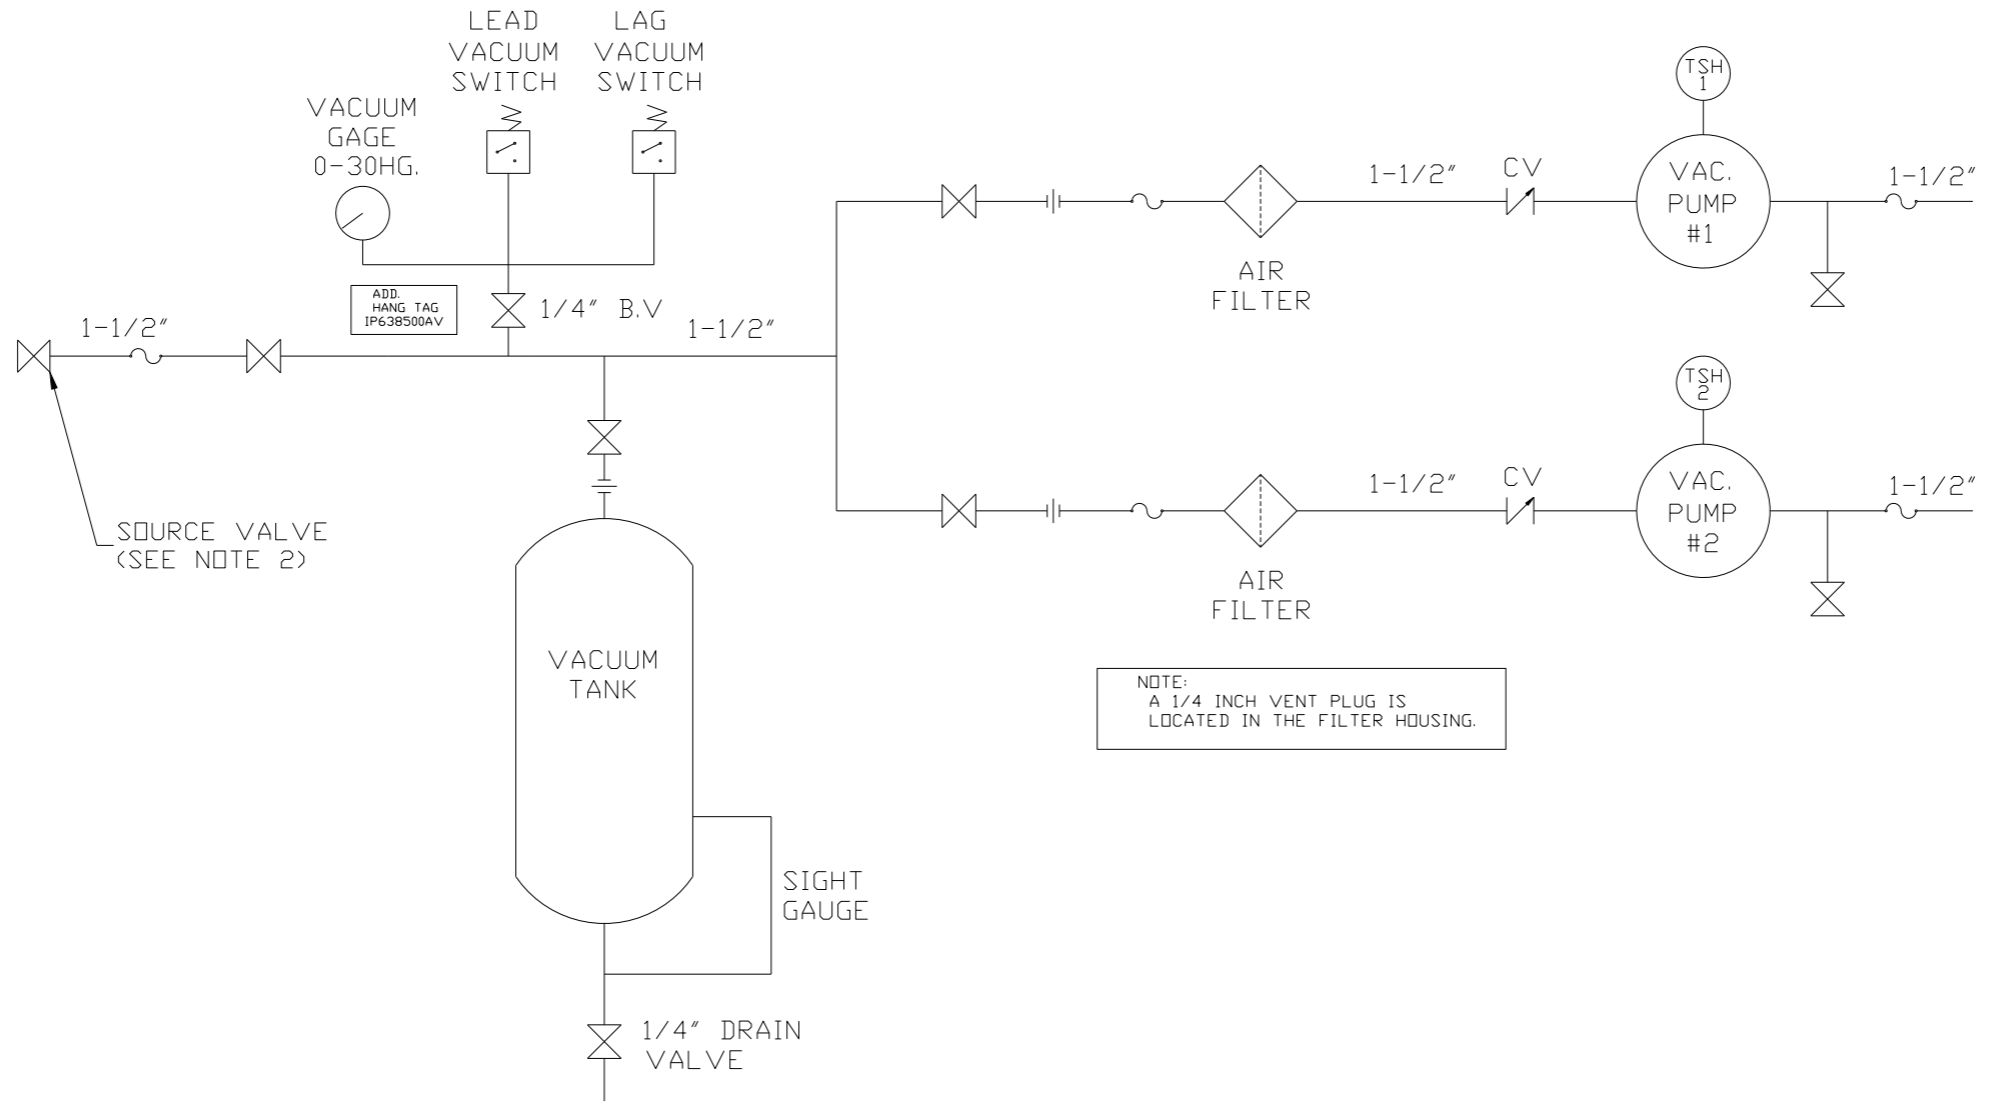 LEAD
VACUUM
SWITCH
LAG
VACUUM
SWITCH
VACUUM
GAGE
0-30HG.
ADD.
HANG TAG
IP638500AV
1/4" B.V
1-1/2"
1-1/2"
SOURCE VALVE
(SEE NOTE 2)
VACUUM
TANK
SIGHT
GAUGE
1/4" DRAIN
VALVE
AIR
FILTER
1-1/2"
CV
TSH
1
VAC.
PUMP
#1
1-1/2"
AIR
FILTER
1-1/2"
CV
TSH
2
VAC.
PUMP
#2
1-1/2"
NOTE:
A 1/4 INCH VENT PLUG IS
LOCATED IN THE FILTER HOUSING.